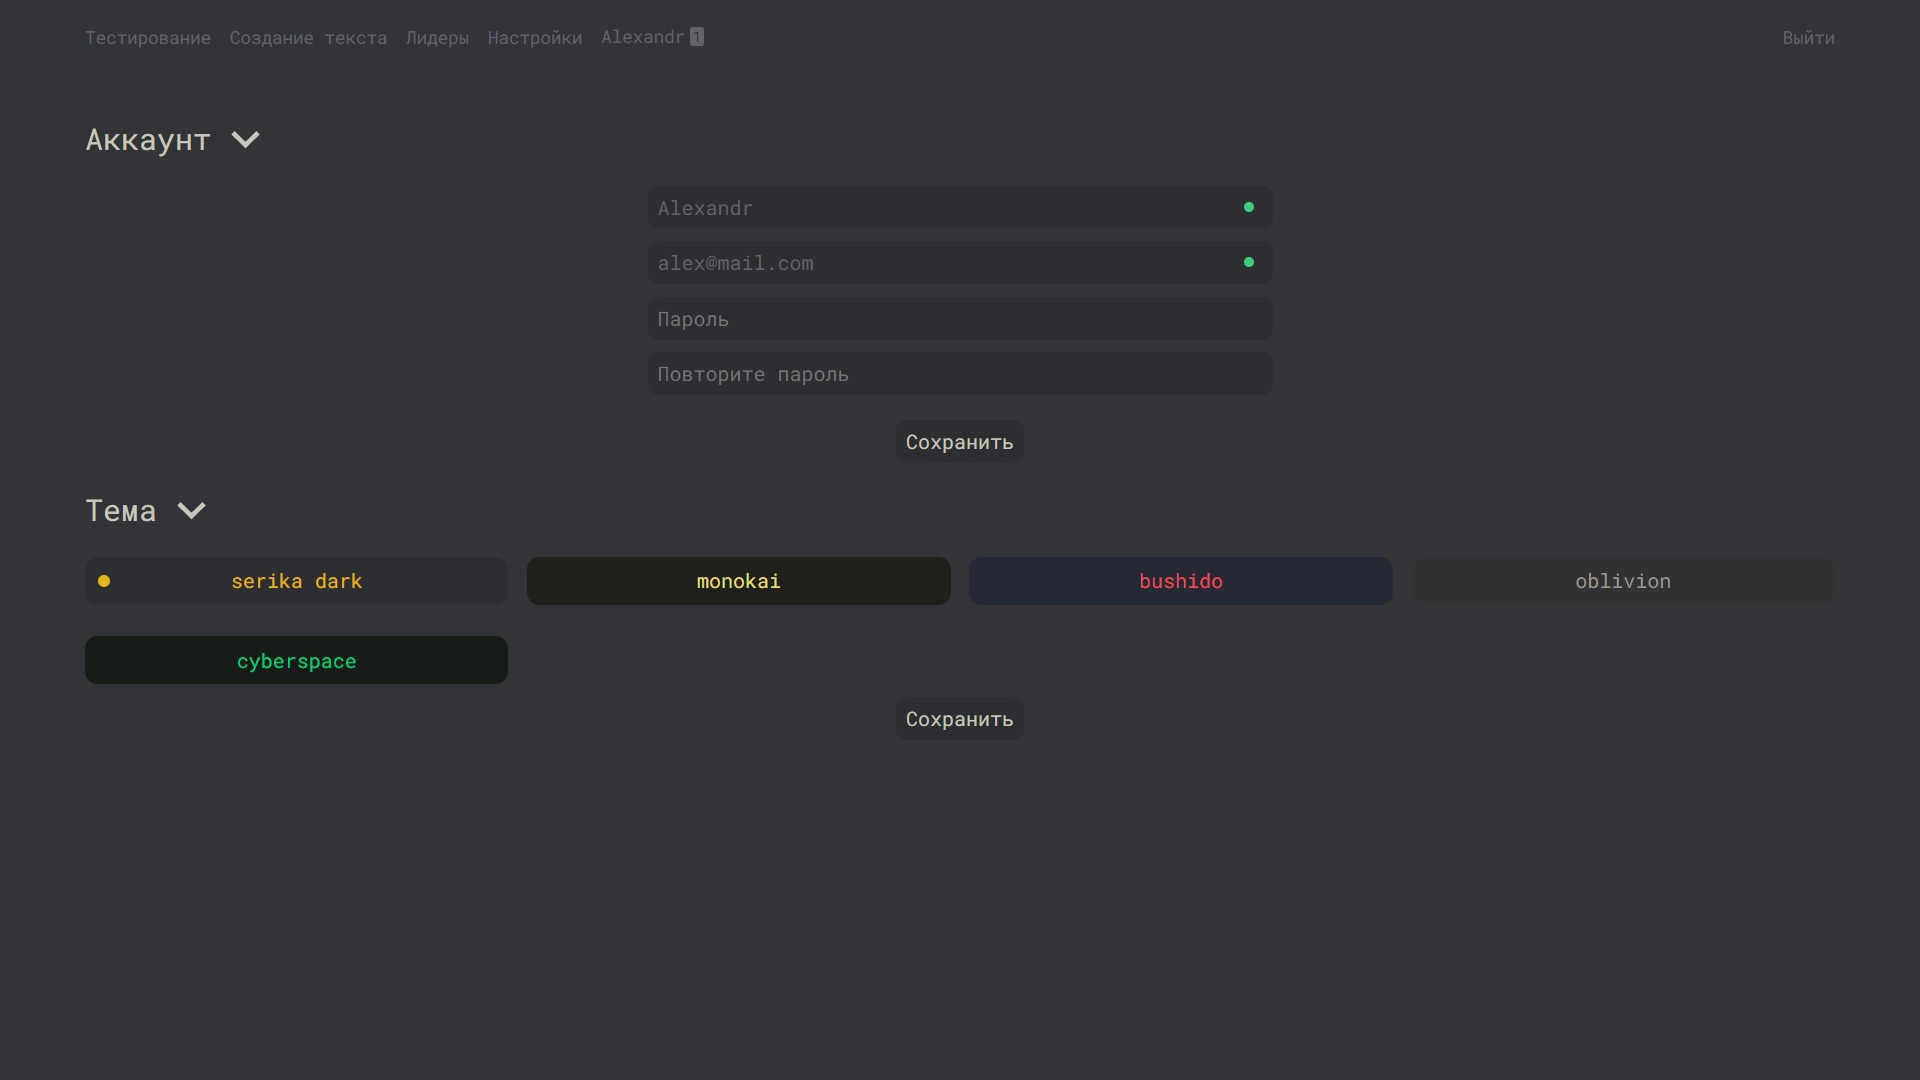 Тестирование Создание текста Лидеры Настройки Alexandr 1 Выйти
Аккаунт
Alexandr
alex@mail.com
Пароль
Повторите пароль
Сохранить
Тема
serika dark monokai bushido oblivion
cyberspace
Сохранить